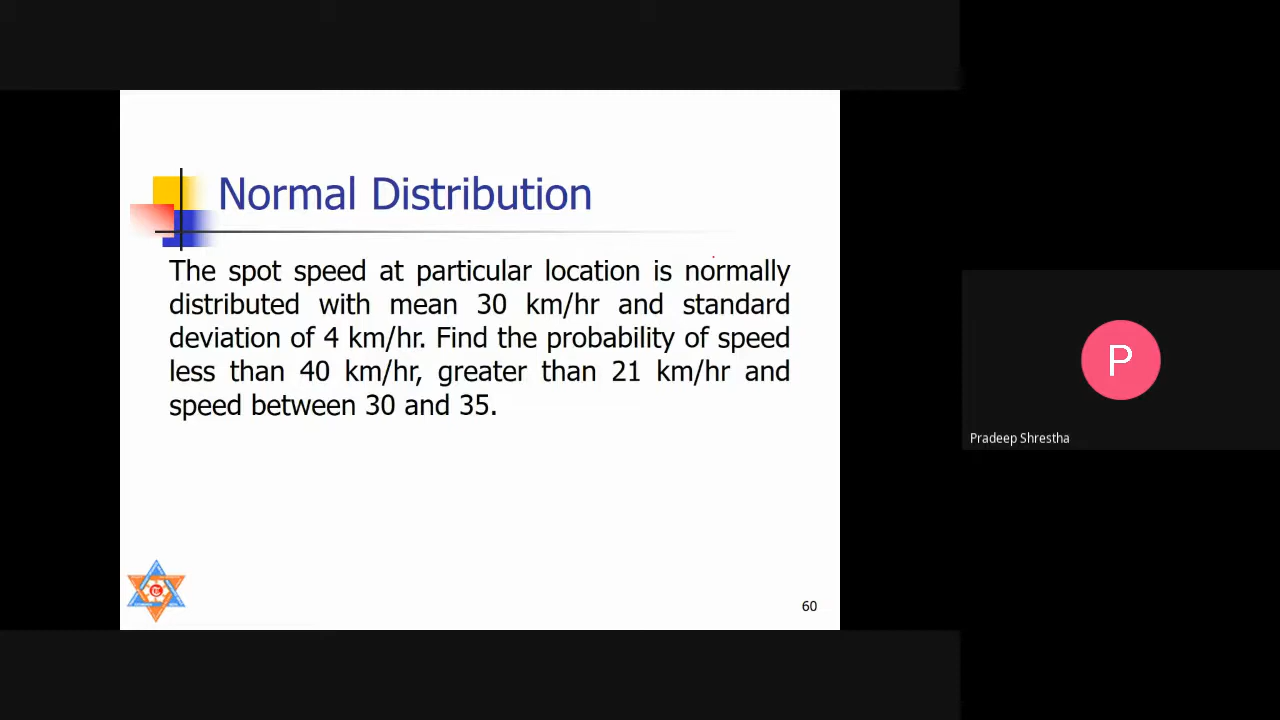 Normal Distribution
The spot speed at particular location is normally
distributed with mean 30 km/hr and standard
deviation of 4 km/hr. Find the probability of speed
less than 40 km/hr, greater than 21 km/hr and
speed between 30 and 35.
60
P
Pradeep Shrestha